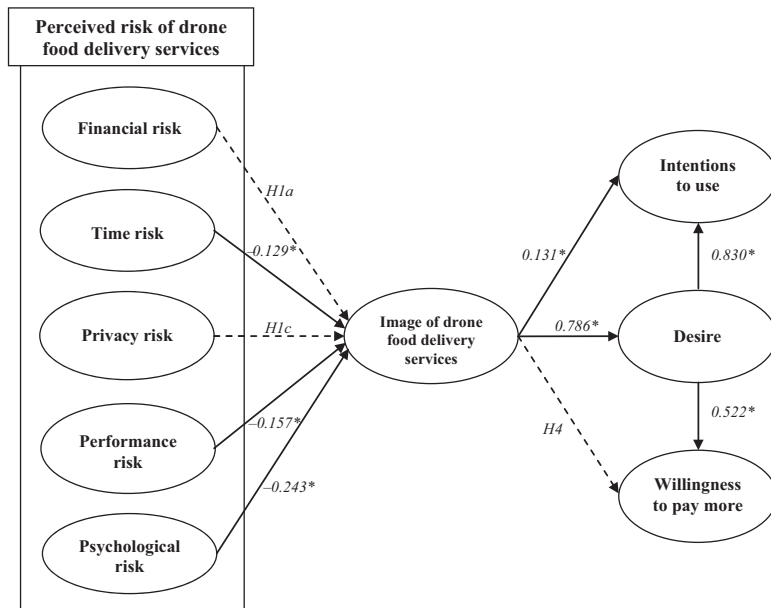 Perceived risk of drone
food delivery services
Financial risk
H1a
Time risk
–0.129*
Privacy risk
H1c
Performance
risk
–0.157*
Psychological
risk
–0.243*
Image of drone
food delivery
services
0.131*
0.786*
H4
Intentions
to use
0.830*
Desire
0.522*
Willingness
to pay more